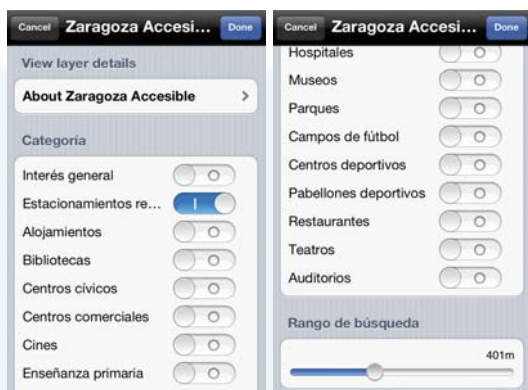 Cancel Zaragoza Accesi... Done
View layer details
About Zaragoza Accesible
Categoría
Interés general
Estacionamientos re...
Alojamientos
Bibliotecas
Centros cívicos
Centros comerciales
Cines
Enseñanza primaria
Cancel Zaragoza Accesi... Done
Hospitales
Museos
Parques
Campos de fútbol
Centros deportivos
Pabellones deportivos
Restaurantes
Teatros
Auditorios
Rango de búsqueda
401m